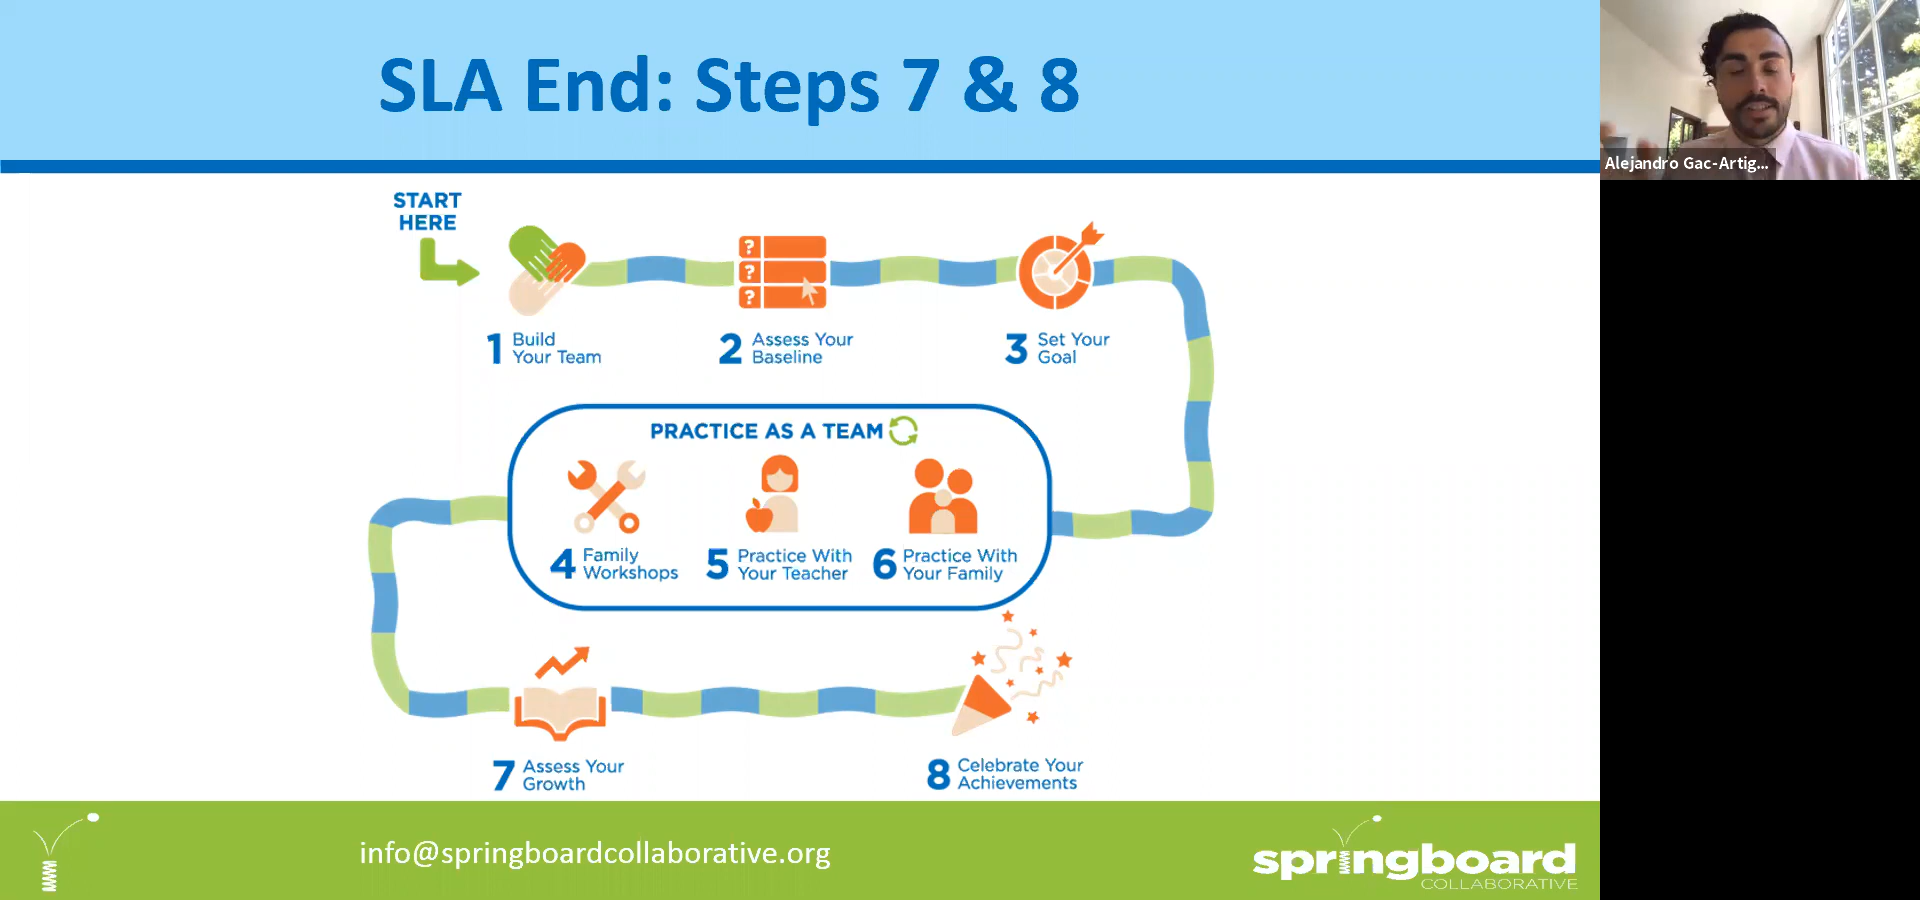 SLA End: Steps 7 & 8
Alejandro Gac-Artig...
START
HERE
1 Build
Your Team
2 Assess Your
Baseline
3 Set Your
Goal
PRACTICE AS A TEAM
4 Family
Workshops
5 Practice With
Your Teacher
6 Practice With
Your Family
7 Assess Your
Growth
8 Celebrate Your
Achievements
info@springboardcollaborative.org
springboard
COLLABORATIVE
? 
?
?